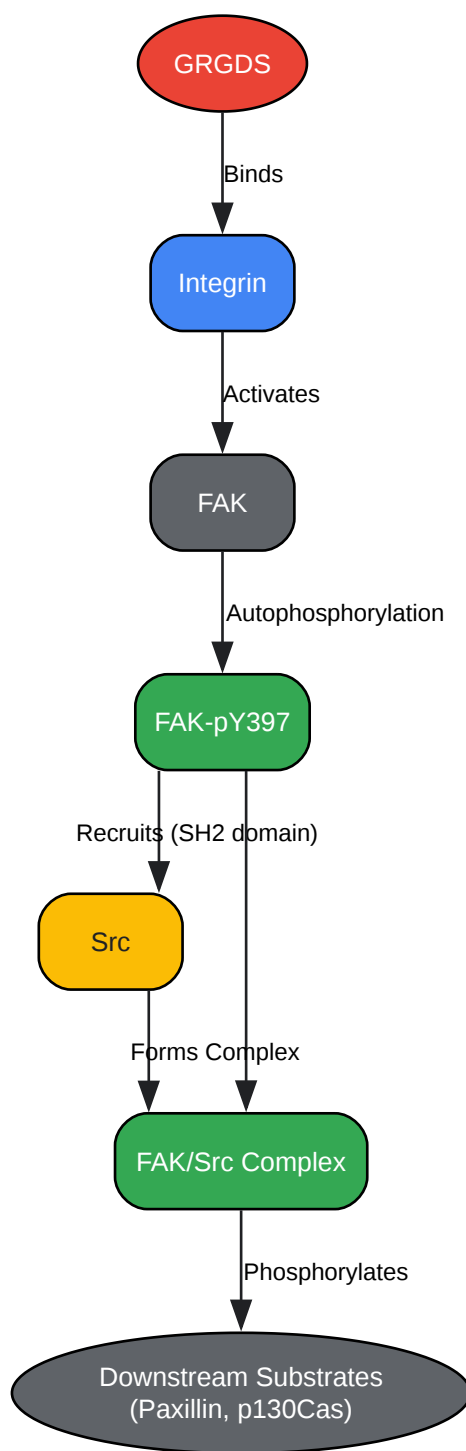 GRGDS
Binds
Integrin
Activates
FAK
Autophosphorylation
FAK-pY397
Recruits (SH2 domain)
Src
Forms Complex
FAK/Src Complex
Phosphorylates
Downstream Substrates
(Paxillin, p130Cas)